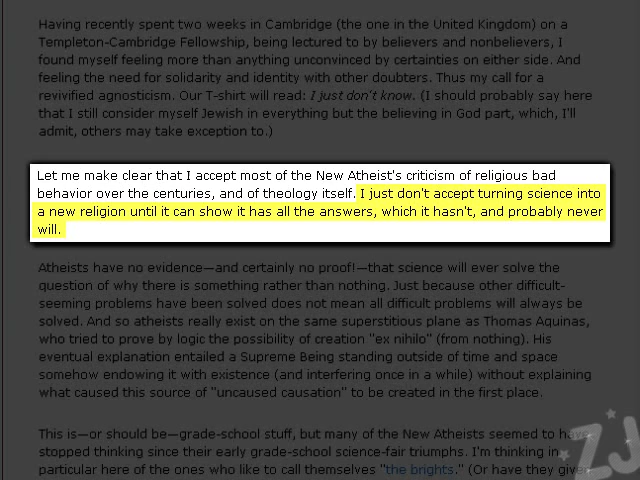 Having recently spent two weeks in Cambridge (the one in the United Kingdom) on a
Templeton-Cambridge Fellowship, being lectured to by believers and nonbelievers, I
found myself feeling more than anything unconvinced by certainties on either side. And
feeling the need for solidarity and identity with other doubters. Thus my call for a
revivified agnosticism. Our T-shirt will read: I just don't know. (I should probably say here
that I still consider myself Jewish in everything but the believing in God part, which, I'll
admit, others may take exception to.)
Let me make clear that I accept most of the New Atheist's criticism of religious bad
behavior over the centuries, and of theology itself. I just don't accept turning science into
a new religion until it can show it has all the answers, which it hasn't, and probably never
will.
Atheists have no evidence—and certainly no proof!—that science will ever solve the
question of why there is something rather than nothing. Just because other difficult-
seeming problems have been solved does not mean all difficult problems will always be
solved. And so atheists really exist on the same superstitious plane as Thomas Aquinas,
who tried to prove by logic the possibility of creation "ex nihilo" (from nothing). His
eventual explanation entailed a Supreme Being standing outside of time and space
somehow endowing it with existence (and interfering once in a while) without explaining
what caused this source of "uncaused causation" to be created in the first place.
This is—or should be—grade-school stuff, but many of the New Atheists seemed to have
stopped thinking since their early grade-school science-fair triumphs. I'm thinking in
particular here of the ones who like to call themselves "the brights." (Or have they given
ZJ